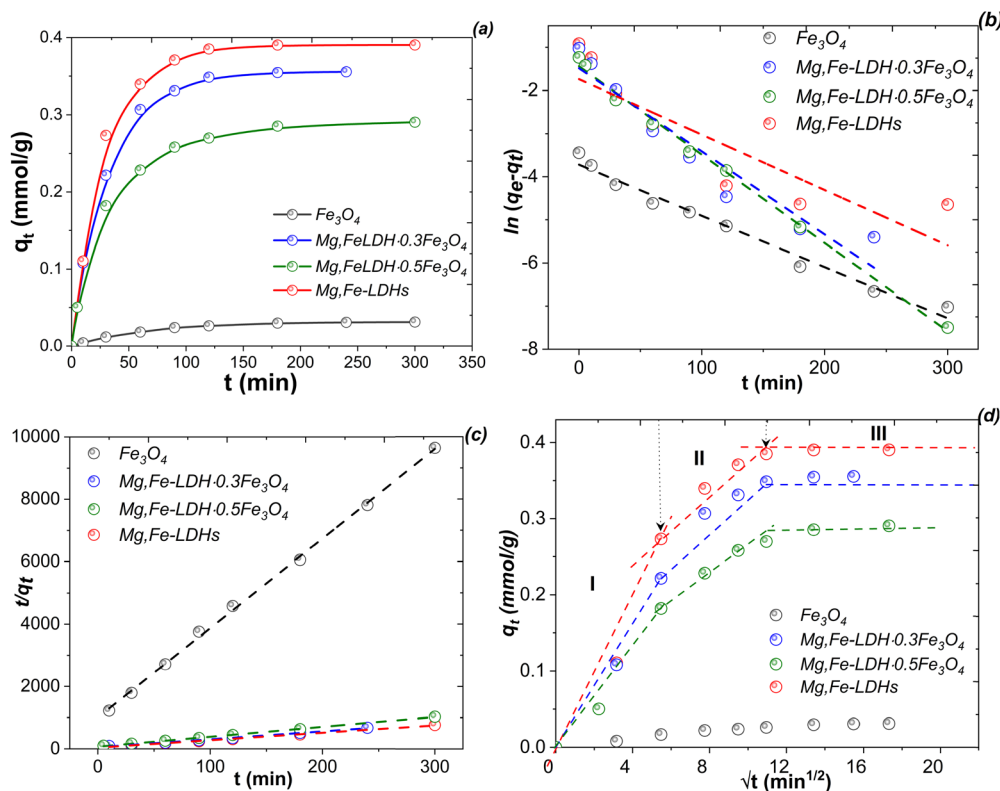 (a)
0.4
0.3
0.2
0.1
0.0
qt (mmol/g)
Fe3O4
Mg,FeLDH·0.3Fe3O4
Mg,FeLDH·0.5Fe3O4
Mg,Fe-LDHs
0 50 100 150 200 250 300 350
t (min)
(b)
-2
-4
-6
-8
ln (qe-qt)
Fe3O4
Mg,Fe-LDH·0.3Fe3O4
Mg,Fe-LDH·0.5Fe3O4
Mg,Fe-LDHs
0 100 200 300
t (min)
(c)
10000
8000
6000
4000
2000
0
t/qt
Fe3O4
Mg,Fe-LDH·0.3Fe3O4
Mg,Fe-LDH·0.5Fe3O4
Mg,Fe-LDHs
0 100 200 300
t (min)
(d)
0.4
0.3
0.2
0.1
0.0
qt (mmol/g)
I
II
III
Fe3O4
Mg,Fe-LDH·0.3Fe3O4
Mg,Fe-LDH·0.5Fe3O4
Mg,Fe-LDHs
0 4 8 12 16 20
√t (min1/2)